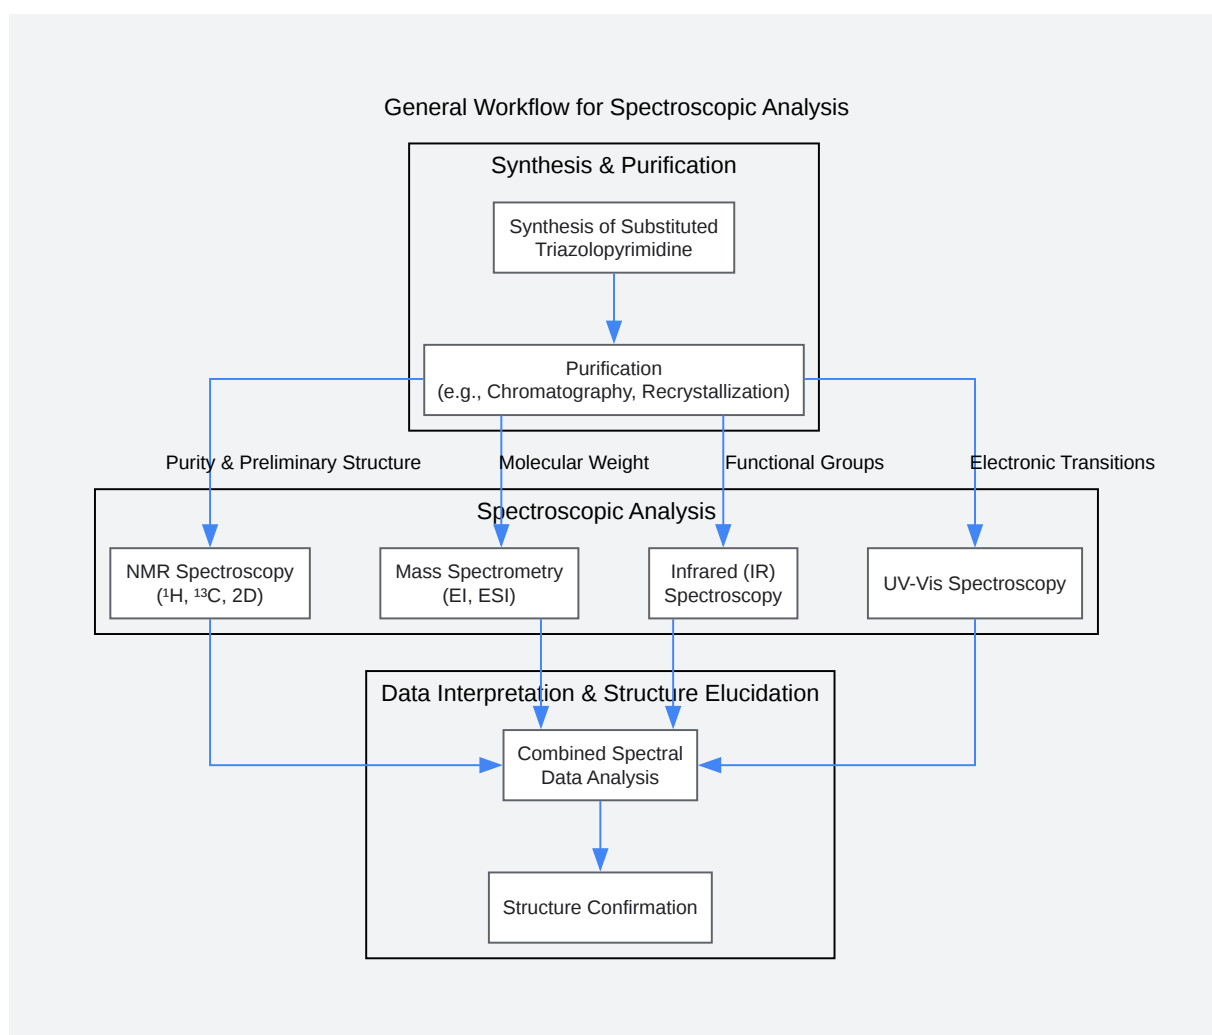 General Workflow for Spectroscopic Analysis
Synthesis & Purification
Synthesis of Substituted
Triazolopyrimidine
Purification
(e.g., Chromatography, Recrystallization)
Purity & Preliminary Structure
Molecular Weight
Functional Groups
Electronic Transitions
Spectroscopic Analysis
NMR Spectroscopy
(¹H, ¹³C, 2D)
Mass Spectrometry
(EI, ESI)
Infrared (IR)
Spectroscopy
UV-Vis Spectroscopy
Data Interpretation & Structure Elucidation
Combined Spectral
Data Analysis
Structure Confirmation